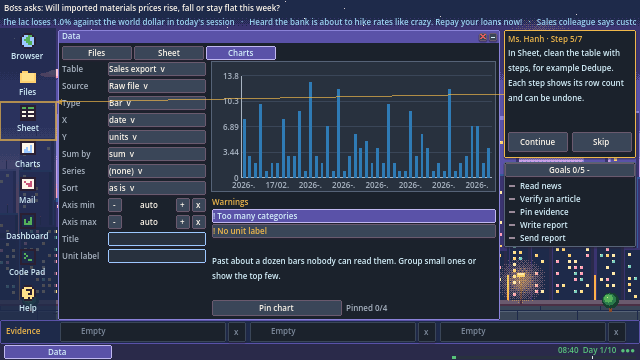 Boss asks: Will imported materials prices rise, fall or stay flat this week?
The lac loses 1.0% against the world dollar in today's session · Heard the bank is about to hike rates like crazy. Repay your loans now! · Sales colleague says custc
Browser
Files
Sheet
Charts
Mail
Dashboard
Code Pad
Help
Data
Files
Sheet
Charts
Table
Sales export v
Source
Raw file v
Type
Bar v
X
date v
Y
units v
Sum by
sum v
Series
(none) v
Sort
as is v
Axis min
- auto + x
Axis max
- auto + x
Title
Unit label
13.8
10.3
6.89
3.44
0
2026-. 17/02. 2026-. 2026-. 2026-. 2026-. 2026-. 2026-.
Warnings
! Too many categories
! No unit label
Past about a dozen bars nobody can read them. Group small ones or
show the top few.
Pin chart
Pinned 0/4
Ms. Hanh · Step 5/7
In Sheet, clean the table with
steps, for example Dedupe.
Each step shows its row count
and can be undone.
Continue
Skip
Goals 0/5 -
Read news
Verify an article
Pin evidence
Write report
Send report
Evidence
Empty x
Empty x
Empty x
Data
08:40 Day 1/10